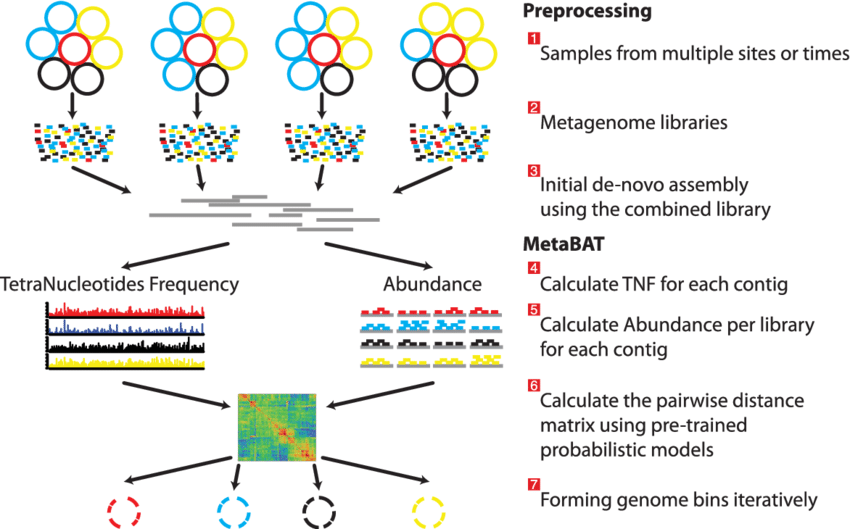 Preprocessing
1
Samples from multiple sites or times
2
Metagenome libraries
3
Initial de-novo assembly
using the combined library
MetaBAT
TetraNucleotides Frequency
Abundance
4
Calculate TNF for each contig
5
Calculate Abundance per library
for each contig
6
Calculate the pairwise distance
matrix using pre-trained
probabilistic models
7
Forming genome bins iteratively